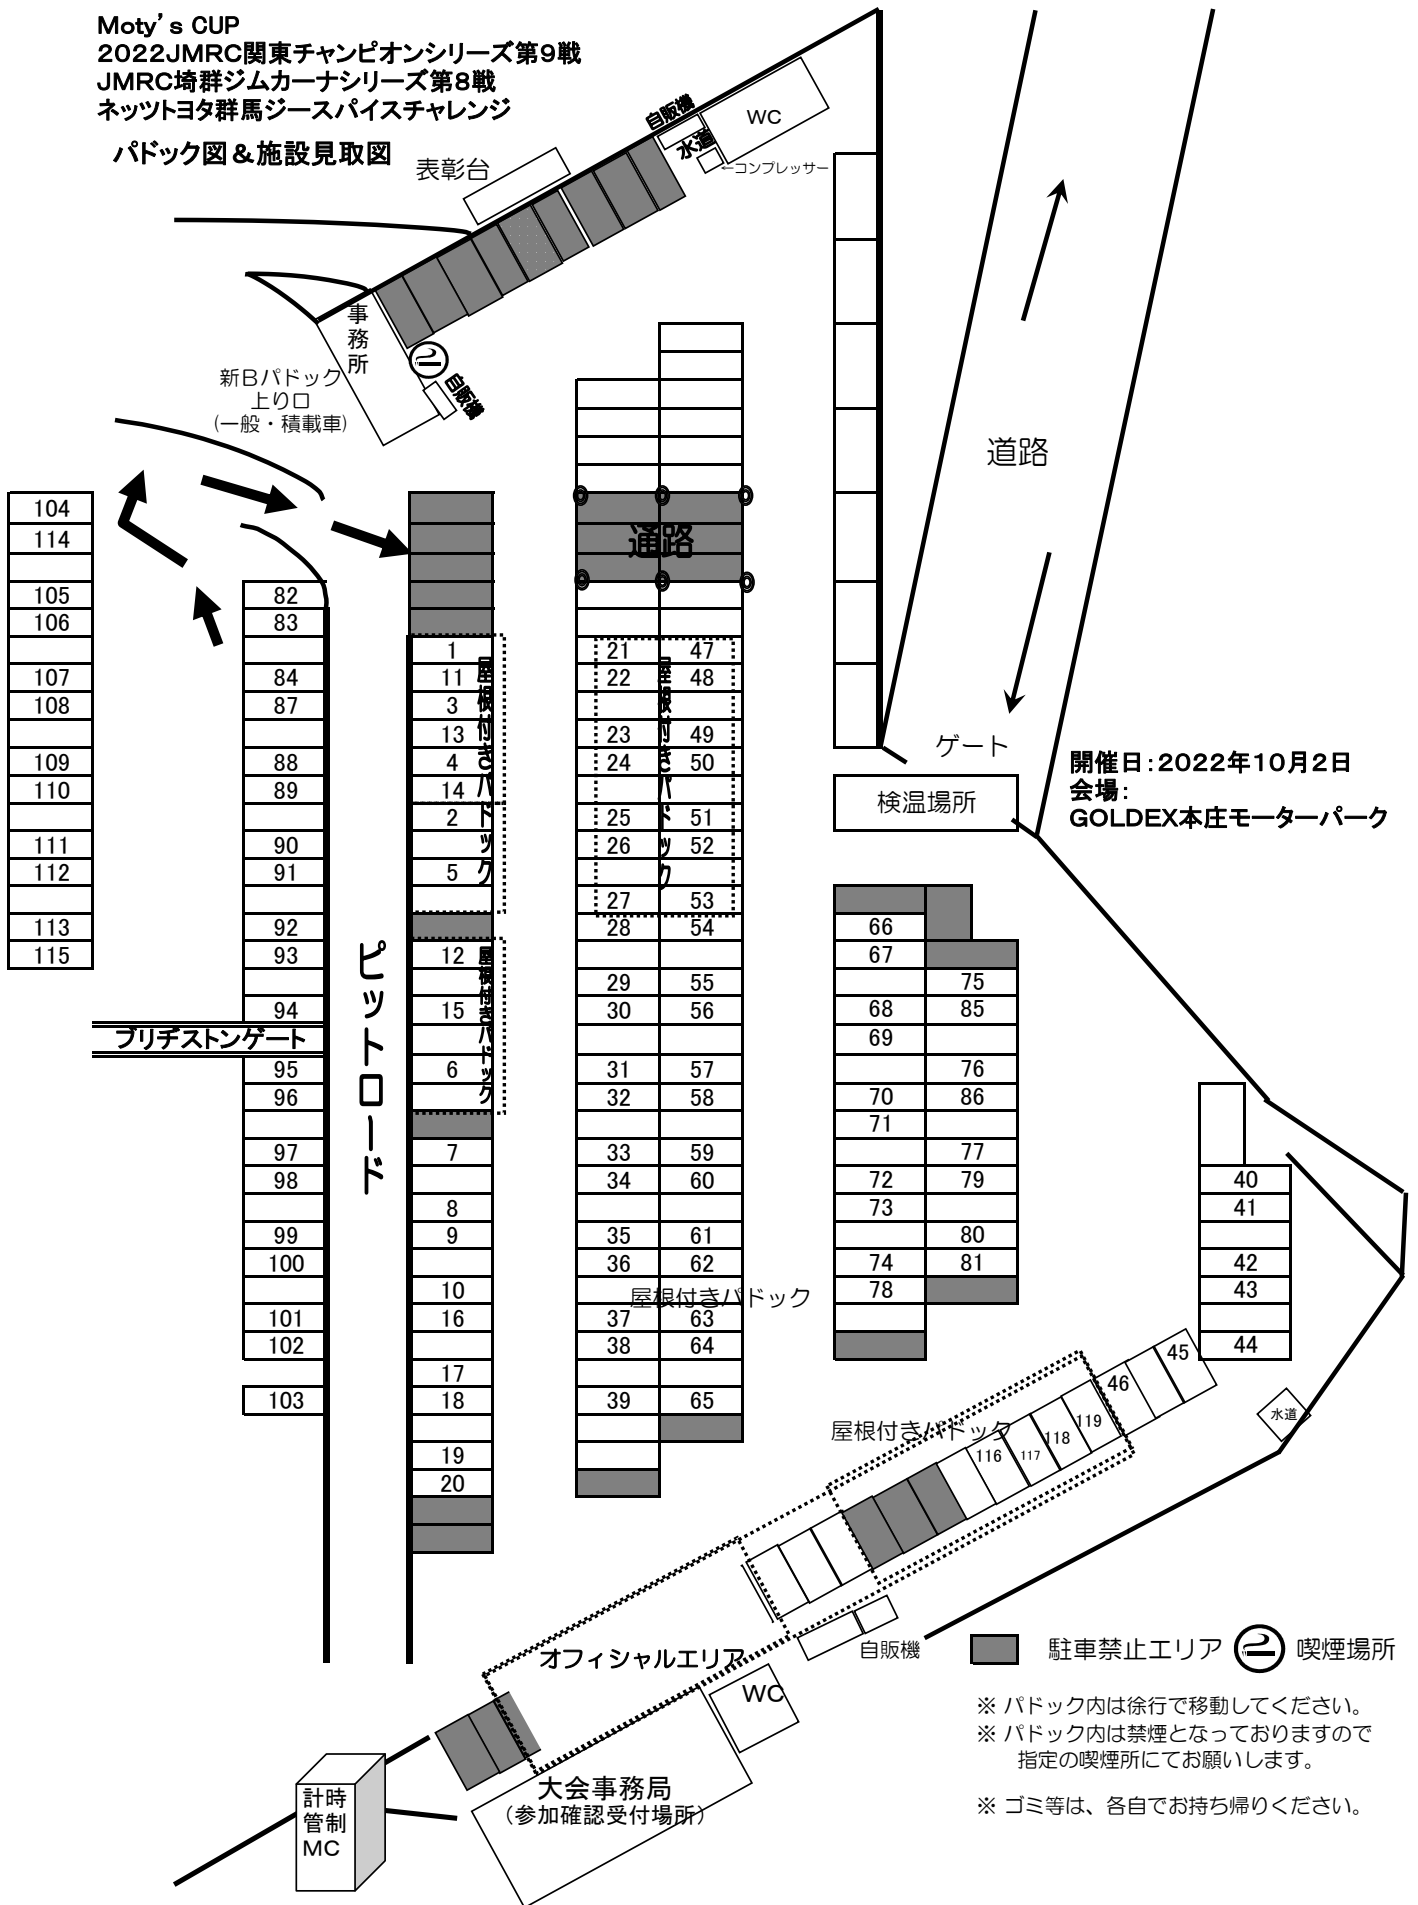 Moty's CUP
2022JMRC関東チャンピオンシリーズ第9戦
JMRC埼群ジムカーナシリーズ第8戦
ネッツトヨタ群馬ジースパイスチャレンジ
パドック図＆施設見取図
表彰台
自販機
水道
WC
←コンプレッサー
事務所
自販機
新Bパドック
上り口
(一般・積載車)
道路
通路
ゲート
検温場所
開催日：2022年10月2日
会場：
GOLDEX本庄モーターパーク
104
114
105
106
107
108
109
110
111
112
113
115
82
83
84
87
88
89
90
91
92
93
94
ブリヂストンゲート
95
96
97
98
99
100
101
102
103
ピットロード
1
11
3
13
4
14
2
5
屋根付きパドック
12
15
6
屋根付きパドック
7
8
9
10
16
17
18
19
20
21 47
22 48
23 49
24 50
25 51
26 52
27 53
屋根付きパドック
28 54
29 55
30 56
31 57
32 58
33 59
34 60
35 61
36 62
屋根付きパドック
37 63
38 64
39 65
66
67
75
68 85
69
76
70 86
71
77
72 79
73
80
74 81
78
40
41
42
43
44
45
46
119
118
117
116
屋根付きパドック
水道
自販機
オフィシャルエリア
WC
大会事務局
（参加確認受付場所）
計時
管制
MC
駐車禁止エリア
喫煙場所
※ パドック内は徐行で移動してください。
※ パドック内は禁煙となっておりますので
指定の喫煙所にてお願いします。
※ ゴミ等は、各自でお持ち帰りください。